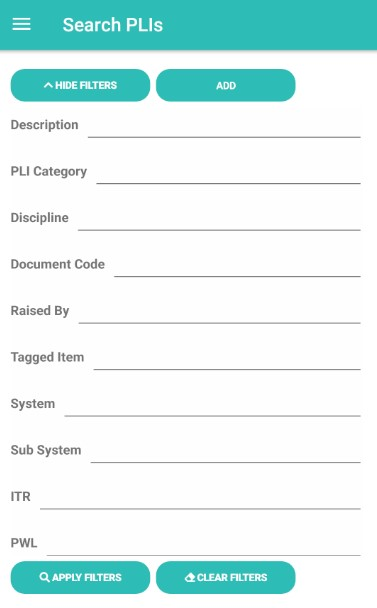 Search PLIs
HIDE FILTERS ADD
Description
PLI Category
Discipline
Document Code
Raised By
Tagged Item
System
Sub System
ITR
PWL
APPLY FILTERS CLEAR FILTERS